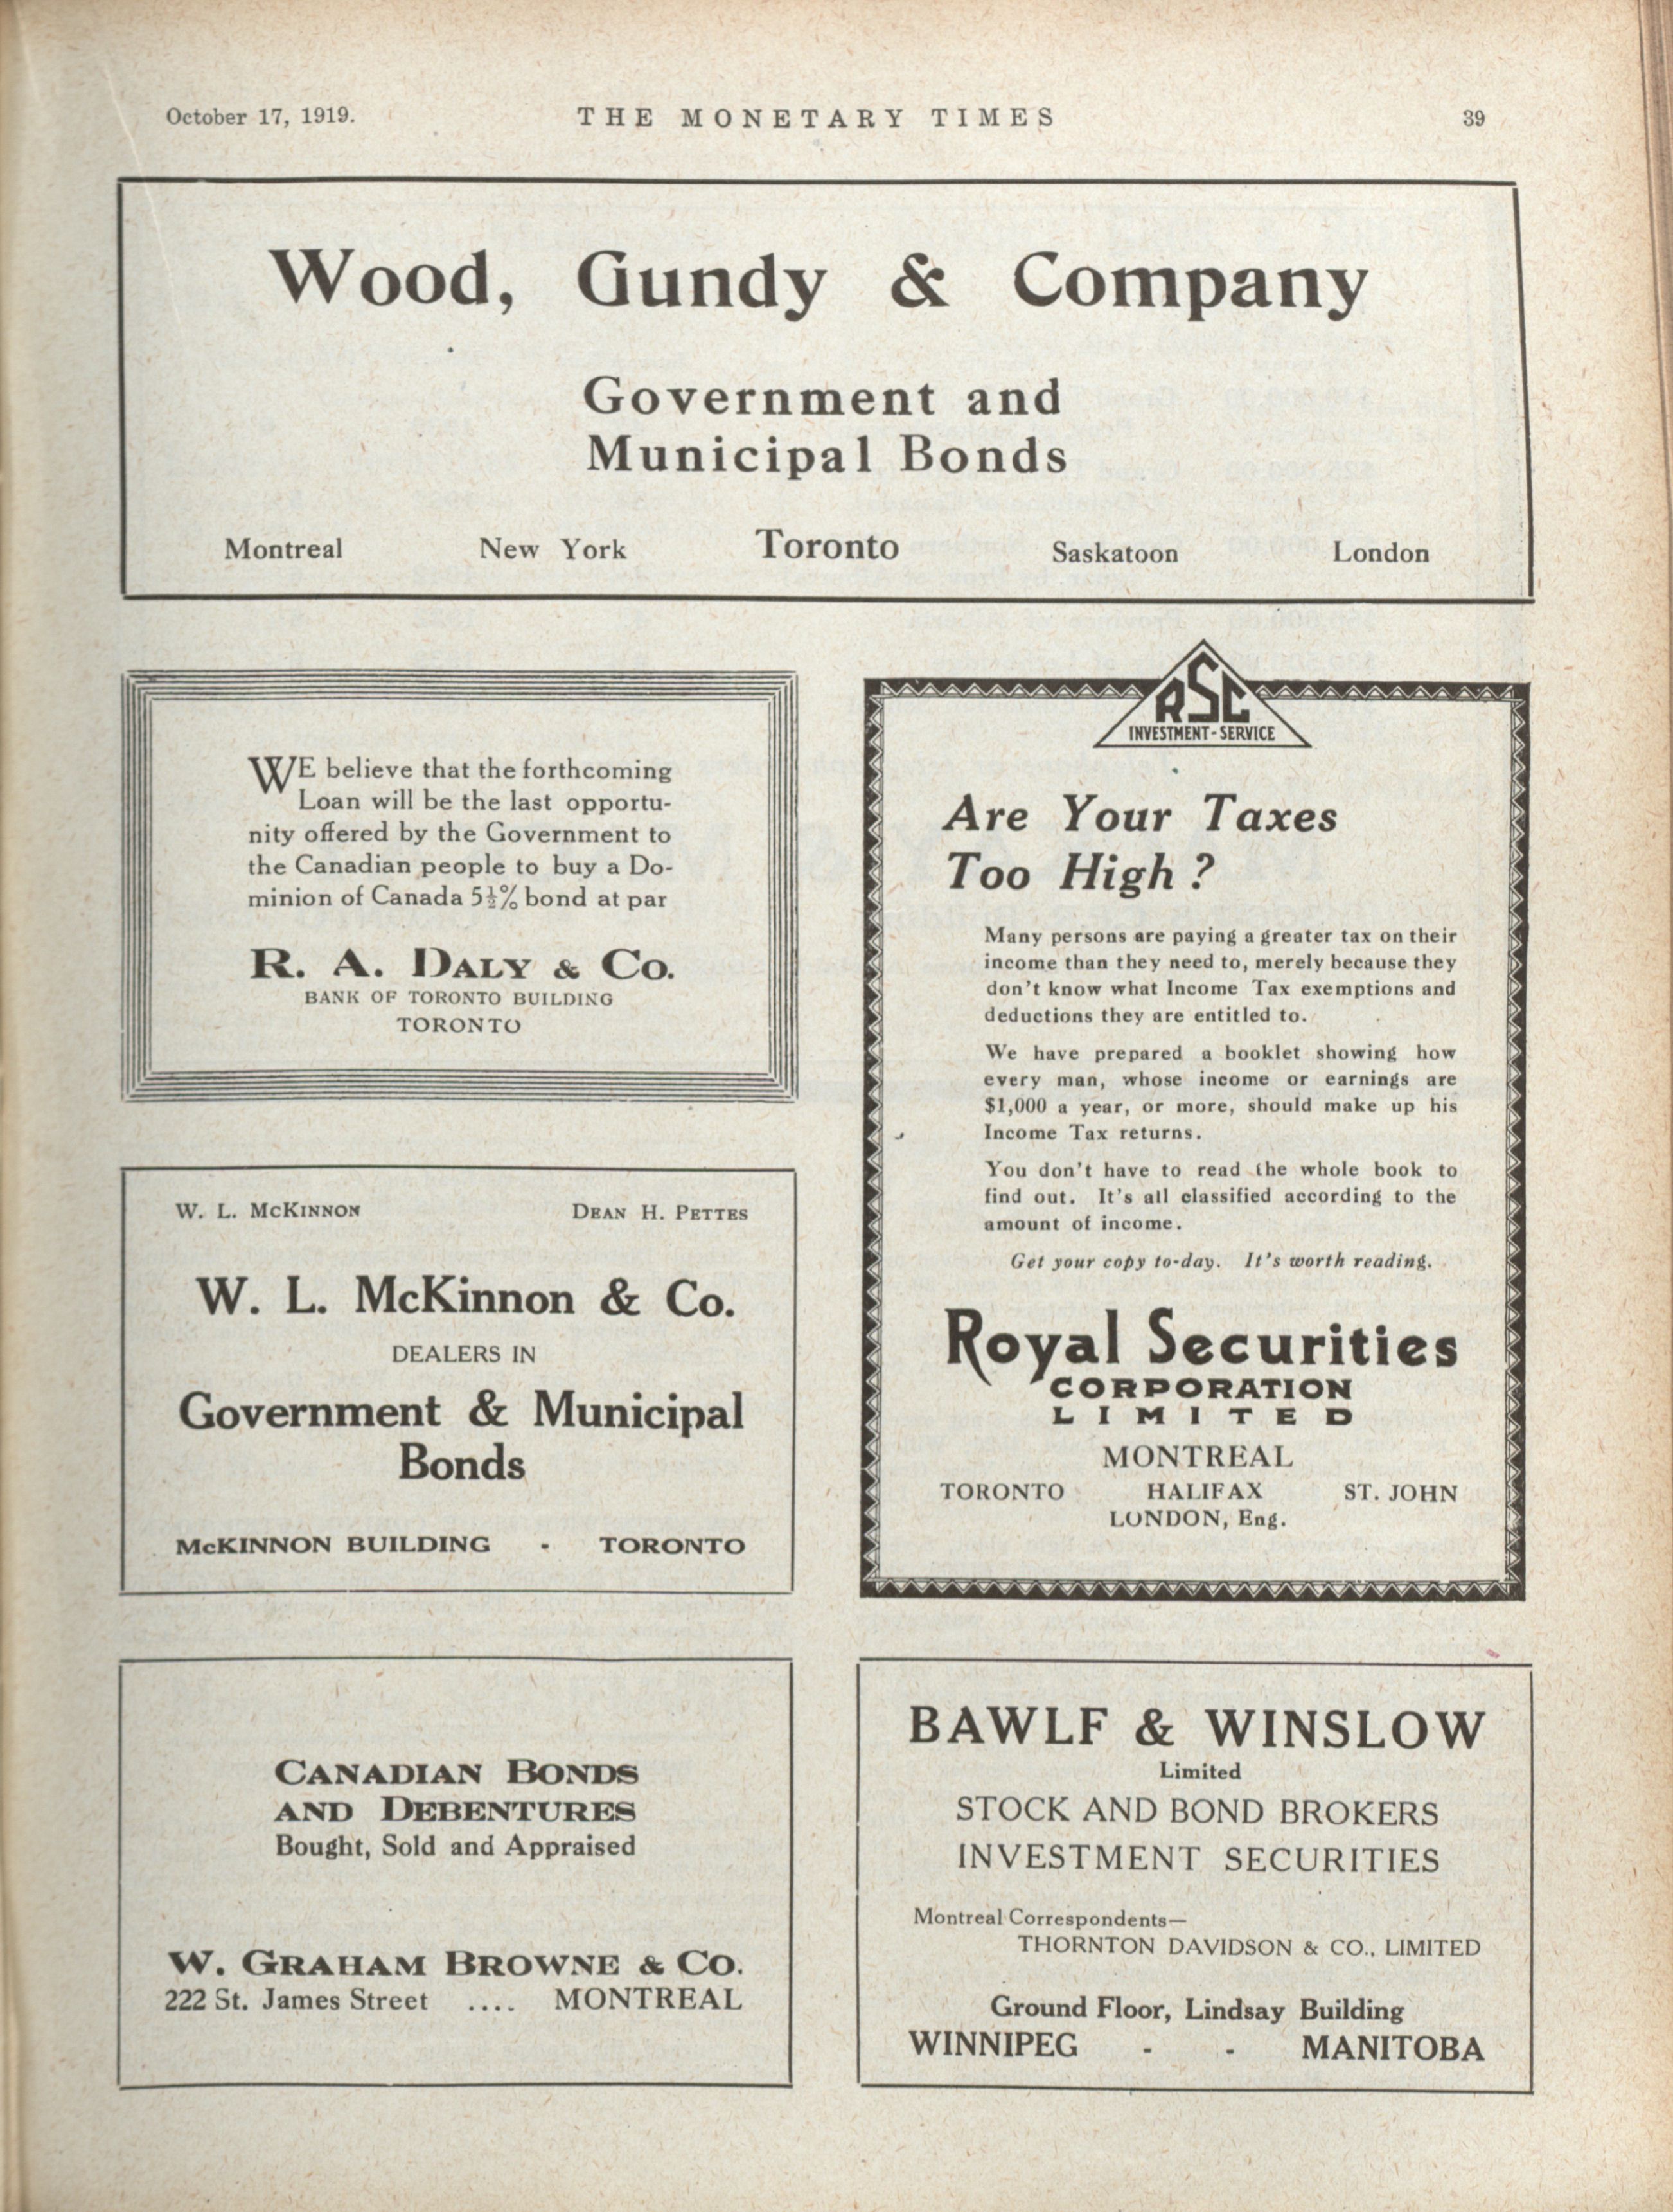 October 17, 1919. THE MONETARY TIMES 39
Wood, Gundy & Company
Government and
Municipal Bonds
Montreal New York Toronto Saskatoon London
WE believe that the forthcoming
Loan will be the last opportu-
nity offered by the Government to
the Canadian people to buy a Do-
minion of Canada 5½% bond at par
R. A. DALY & CO.
BANK OF TORONTO BUILDING
TORONTO
W. L. MCKINNON DEAN H. PETTES
W. L. McKinnon & Co.
DEALERS IN
Government & Municipal
Bonds
McKINNON BUILDING - TORONTO
CANADIAN BONDS
AND DEBENTURES
Bought, Sold and Appraised
W. GRAHAM BROWNE & CO.
222 St. James Street .... MONTREAL
RSC
INVESTMENT-SERVICE
Are Your Taxes
Too High?
Many persons are paying a greater tax on their
income than they need to, merely because they
don't know what Income Tax exemptions and
deductions they are entitled to.
We have prepared a booklet showing how
every man, whose income or earnings are
$1,000 a year, or more, should make up his
Income Tax returns.
You don't have to read the whole book to
find out. It's all classified according to the
amount of income.
Get your copy to-day. It's worth reading.
Royal Securities
CORPORATION
LIMITED
MONTREAL
TORONTO HALIFAX ST. JOHN
LONDON, Eng.
BAWLF & WINSLOW
Limited
STOCK AND BOND BROKERS
INVESTMENT SECURITIES
Montreal Correspondents—
THORNTON DAVIDSON & CO., LIMITED
Ground Floor, Lindsay Building
WINNIPEG - - MANITOBA